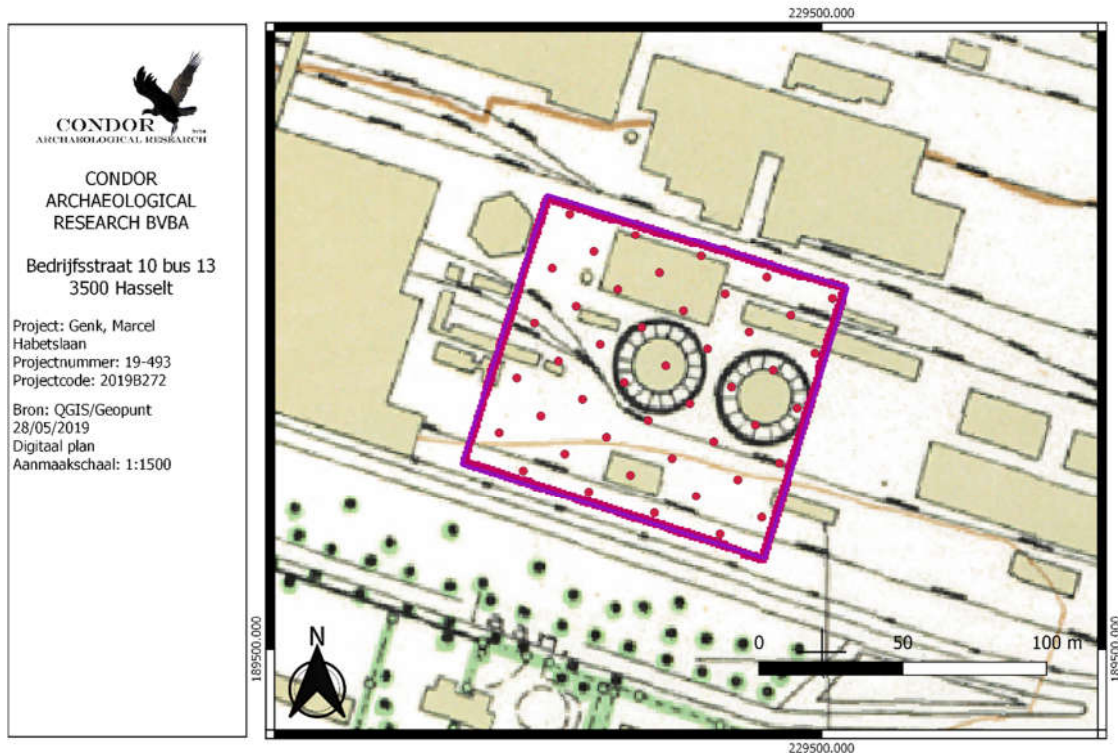 CONDOR
bvba
ARCHAEOLOGICAL RESEARCH
CONDOR
ARCHAEOLOGICAL
RESEARCH BVBA
Bedrijfsstraat 10 bus 13
3500 Hasselt
Project: Genk, Marcel
Habetslaan
Projectnummer: 19-493
Projectcode: 2019B272
Bron: QGIS/Geopunt
28/05/2019
Digitaal plan
Aanmaakschaal: 1:1500
229500.000
189500.000
189500.000
N
0 50 100 m
229500.000